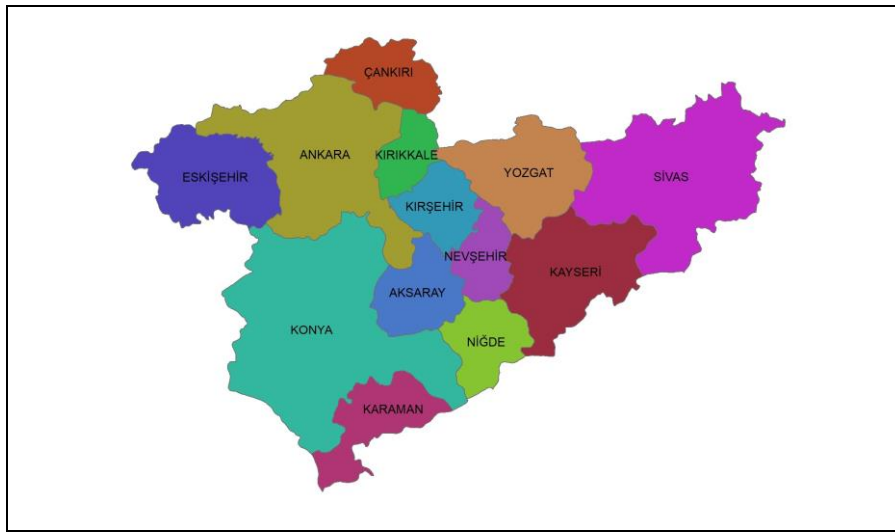 ÇANKIRI
ANKARA
KIRIKKALE
ESKİŞEHİR
YOZGAT
SİVAS
KIRŞEHİR
NEVŞEHİR
KAYSERİ
AKSARAY
KONYA
NİĞDE
KARAMAN